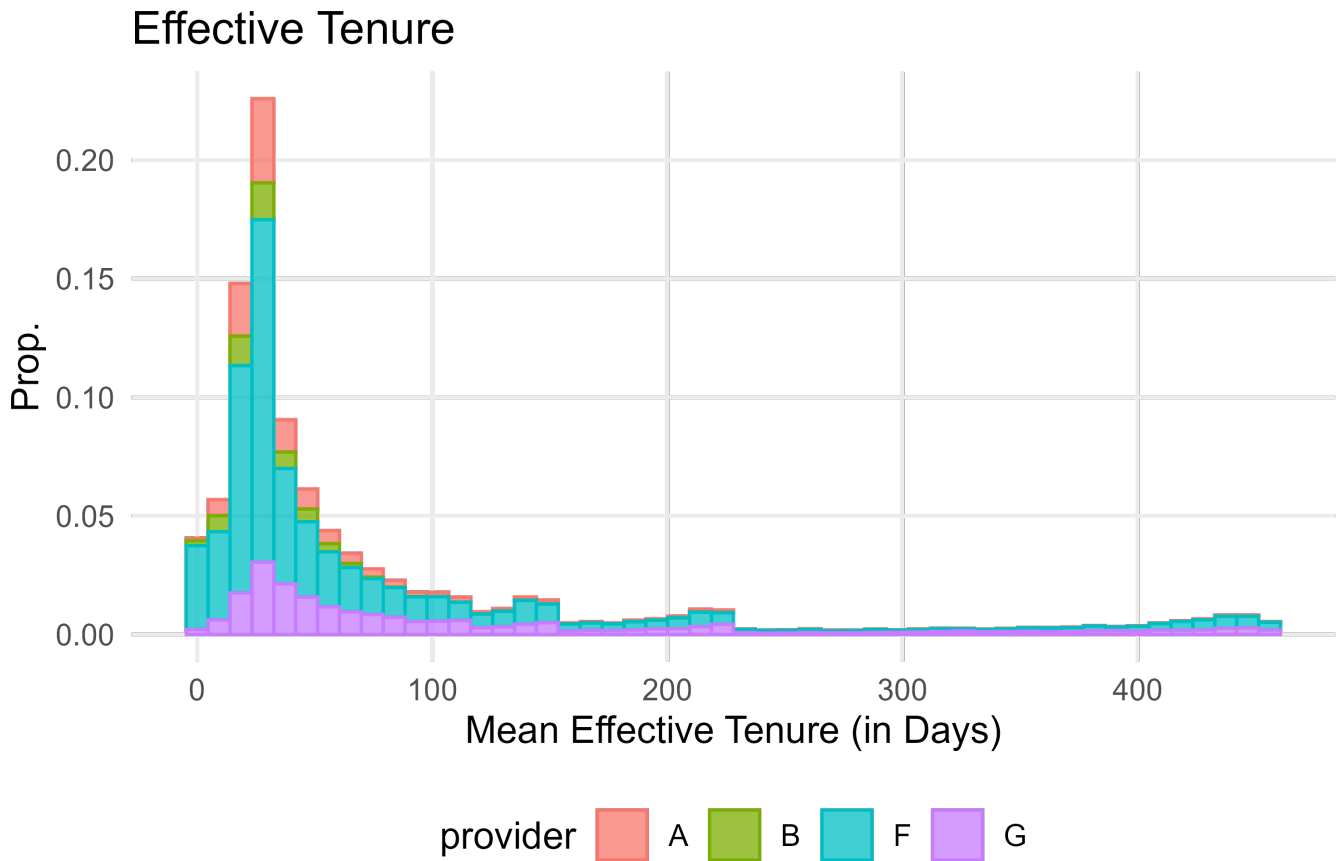 Effective Tenure
Prop.
0.20
0.15
0.10
0.05
0.00
0 100 200 300 400
Mean Effective Tenure (in Days)
provider A B F G